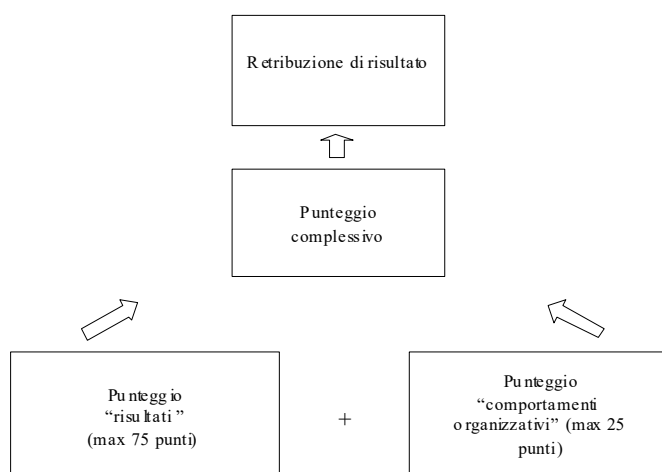 Retribuzione di risultato
Punteggio
complessivo
Punteggio
“risultati”
(max 75 punti)
+
Punteggio
“comportamenti
organizzativi” (max 25
punti)